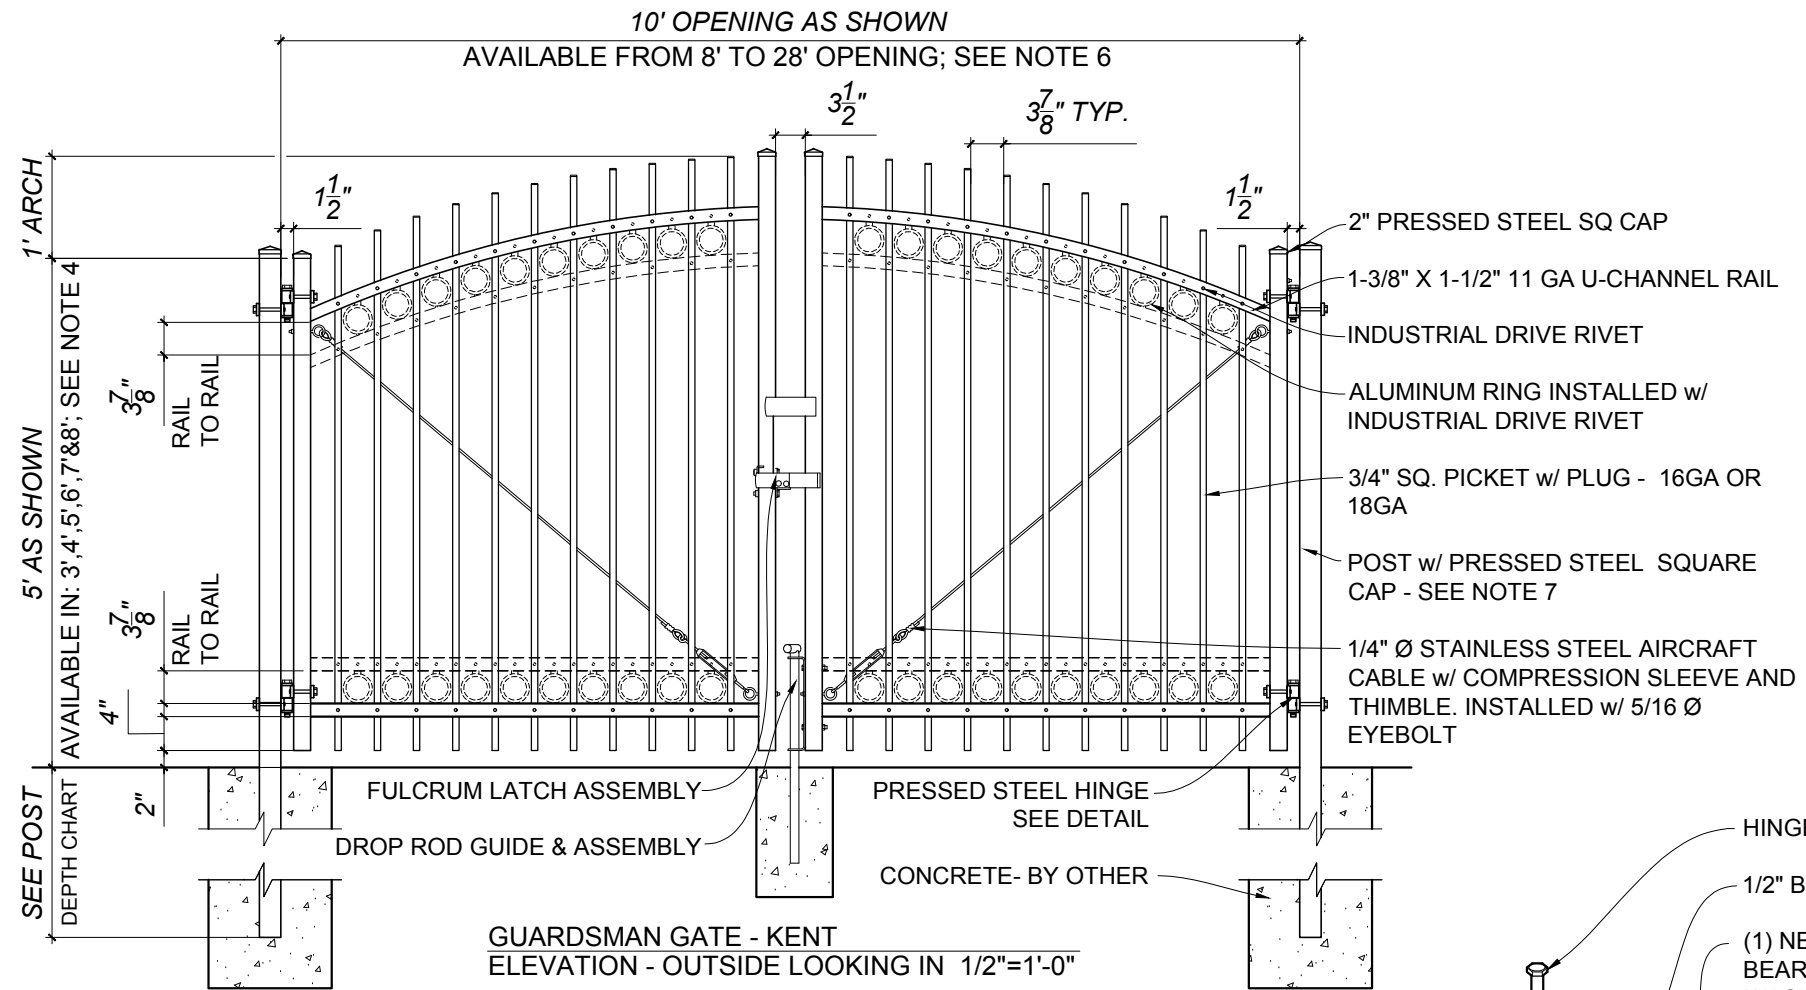 10' OPENING AS SHOWN
AVAILABLE FROM 8' TO 28' OPENING; SEE NOTE 6
3 1/2"
3 7/8" TYP.
1' ARCH
1 1/2"
1 1/2"
2" PRESSED STEEL SQ CAP
1-3/8" X 1-1/2" 11 GA U-CHANNEL RAIL
INDUSTRIAL DRIVE RIVET
ALUMINUM RING INSTALLED w/
INDUSTRIAL DRIVE RIVET
3/4" SQ. PICKET w/ PLUG - 16GA OR
18GA
POST w/ PRESSED STEEL SQUARE
CAP - SEE NOTE 7
1/4" Ø STAINLESS STEEL AIRCRAFT
CABLE w/ COMPRESSION SLEEVE AND
THIMBLE. INSTALLED w/ 5/16 Ø
EYEBOLT
5' AS SHOWN
AVAILABLE IN: 3',4',5',6',7'&8'; SEE NOTE 4
3 7/8"
RAIL
TO RAIL
3 7/8"
RAIL
TO RAIL
4"
2"
SEE POST
DEPTH CHART
FULCRUM LATCH ASSEMBLY
DROP ROD GUIDE & ASSEMBLY
PRESSED STEEL HINGE
SEE DETAIL
CONCRETE- BY OTHER
GUARDSMAN GATE - KENT
ELEVATION - OUTSIDE LOOKING IN 1/2"=1'-0"
1/2" B
(1) NE
BEAR